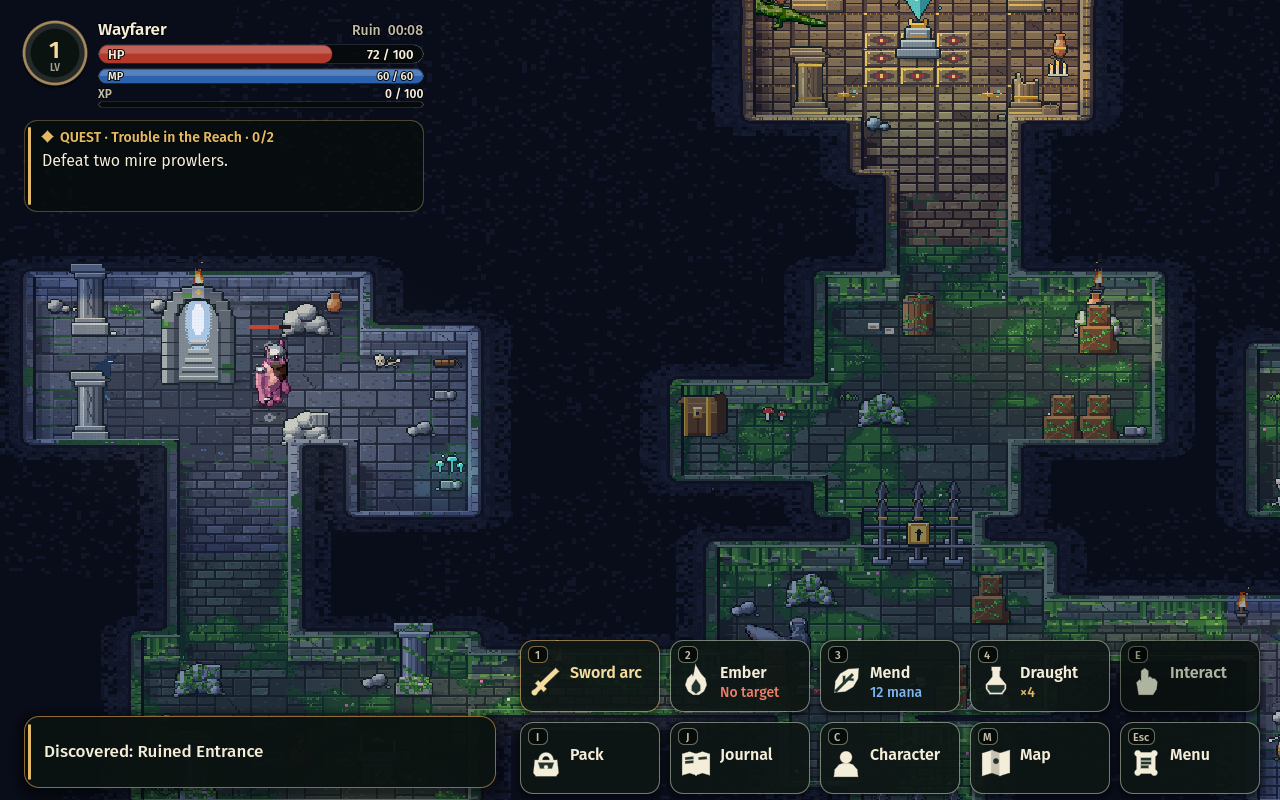 1
LV
Wayfarer
Ruin 00:08
HP
72 / 100
MP
60 / 60
XP
0 / 100
QUEST · Trouble in the Reach · 0/2
Defeat two mire prowlers.
1
Sword arc
2
Ember
No target
3
Mend
12 mana
4
Draught
×4
E
Interact
Discovered: Ruined Entrance
I
Pack
J
Journal
C
Character
M
Map
Esc
Menu